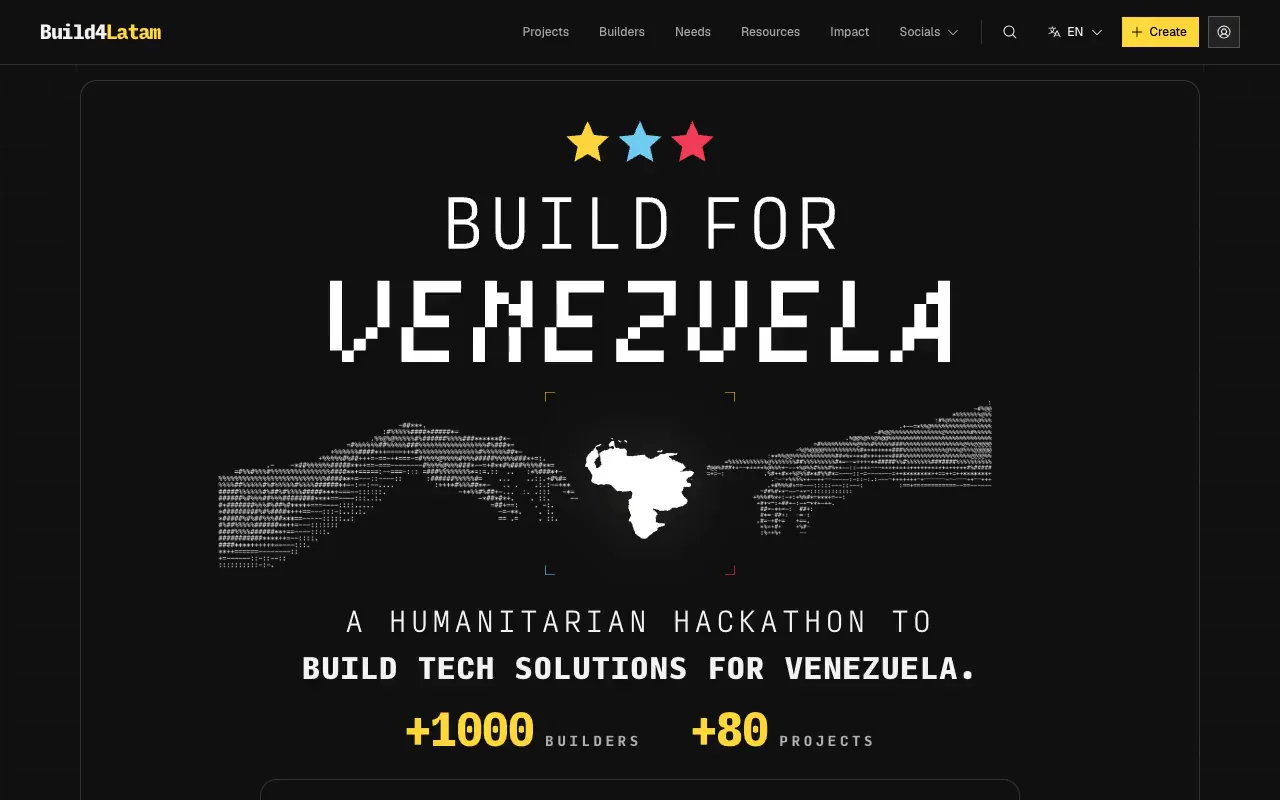 Build4Latam
Projects
Builders
Needs
Resources
Impact
Socials
EN
+ Create
BUILD FOR
VENEZUELA
A HUMANITARIAN HACKATHON TO
BUILD TECH SOLUTIONS FOR VENEZUELA.
+1000 BUILDERS
+80 PROJECTS